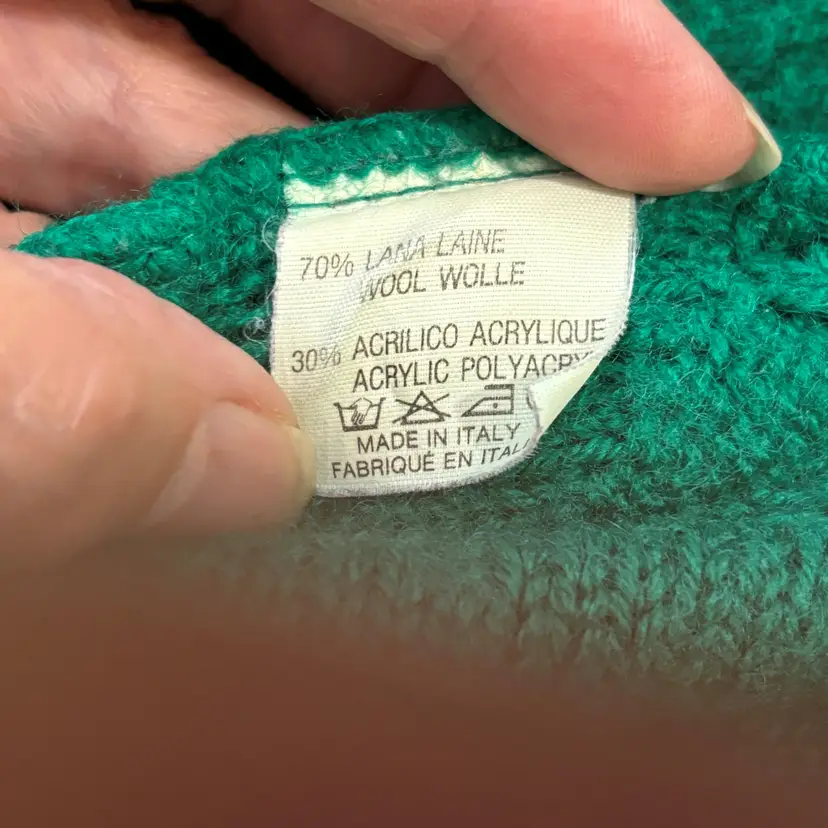 70% LANA LAINE
WOOL WOLLE
30% ACRILICO ACRYLIQUE
ACRYLIC
MADE IN ITALY
FABRIQUÉ EN